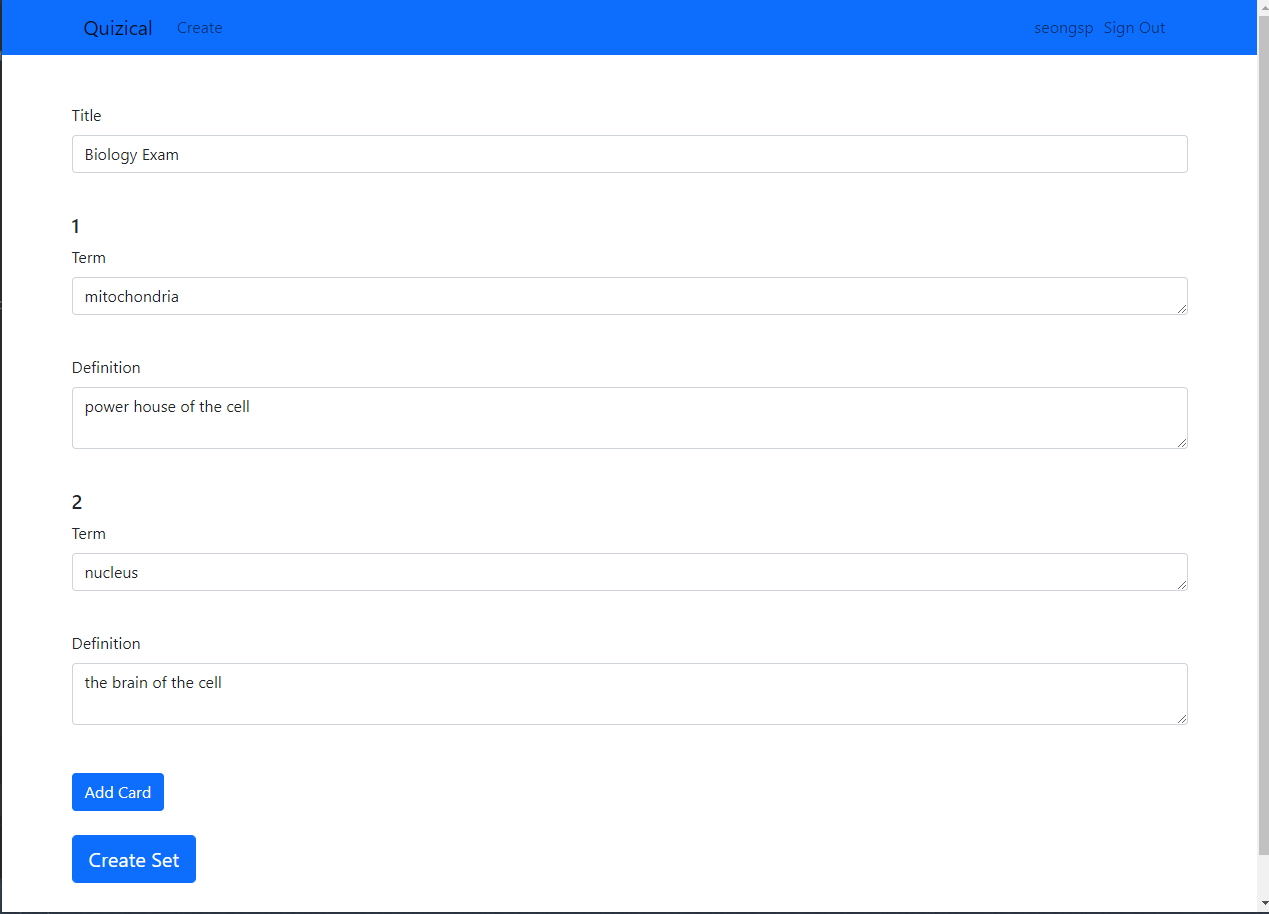 Quizical Create seongsp Sign Out
Title
Biology Exam
1
Term
mitochondria
Definition
power house of the cell
2
Term
nucleus
Definition
the brain of the cell
Add Card
Create Set